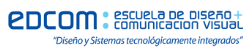 edcom: escuela de diseño+
comunicacion visual
"Diseño y Sistemas tecnológicamente integrados"